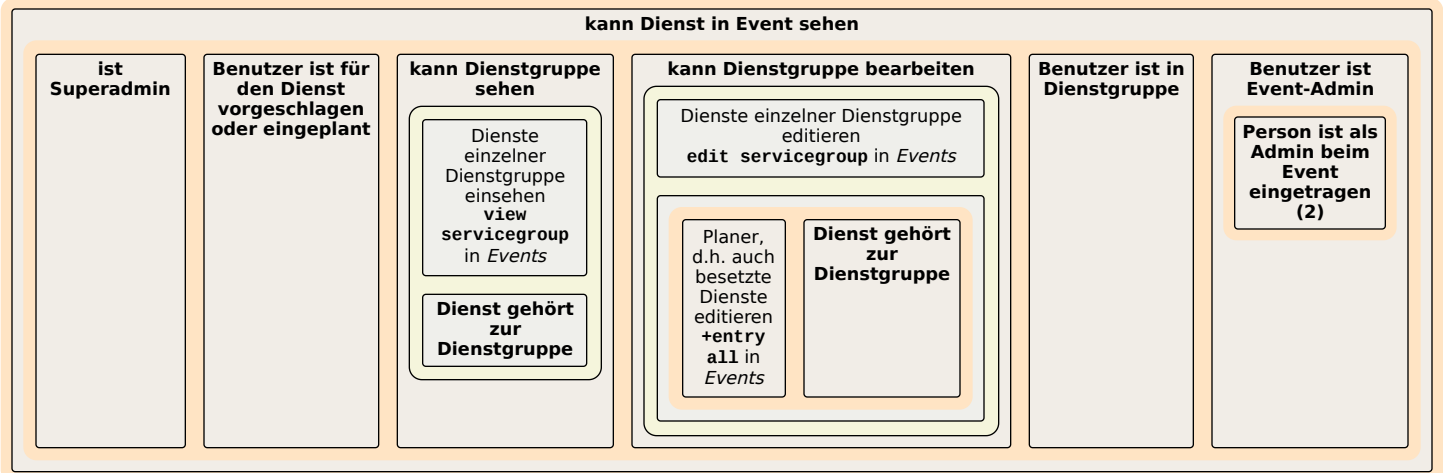 kann Dienst in Event sehen
ist
Superadmin
Benutzer ist für
den Dienst
vorgeschlagen
oder eingeplant
kann Dienstgruppe
sehen
Dienste
einzelner
Dienstgruppe
einsehen
view
servicegroup
in Events
Dienst gehört
zur
Dienstgruppe
kann Dienstgruppe bearbeiten
Dienste einzelner Dienstgruppe
editieren
edit servicegroup in Events
Planer,
d.h. auch
besetzte
Dienste
editieren
+entry
all in
Events
Dienst gehört
zur
Dienstgruppe
Benutzer ist in
Dienstgruppe
Benutzer ist
Event-Admin
Person ist als
Admin beim
Event
eingetragen
(2)